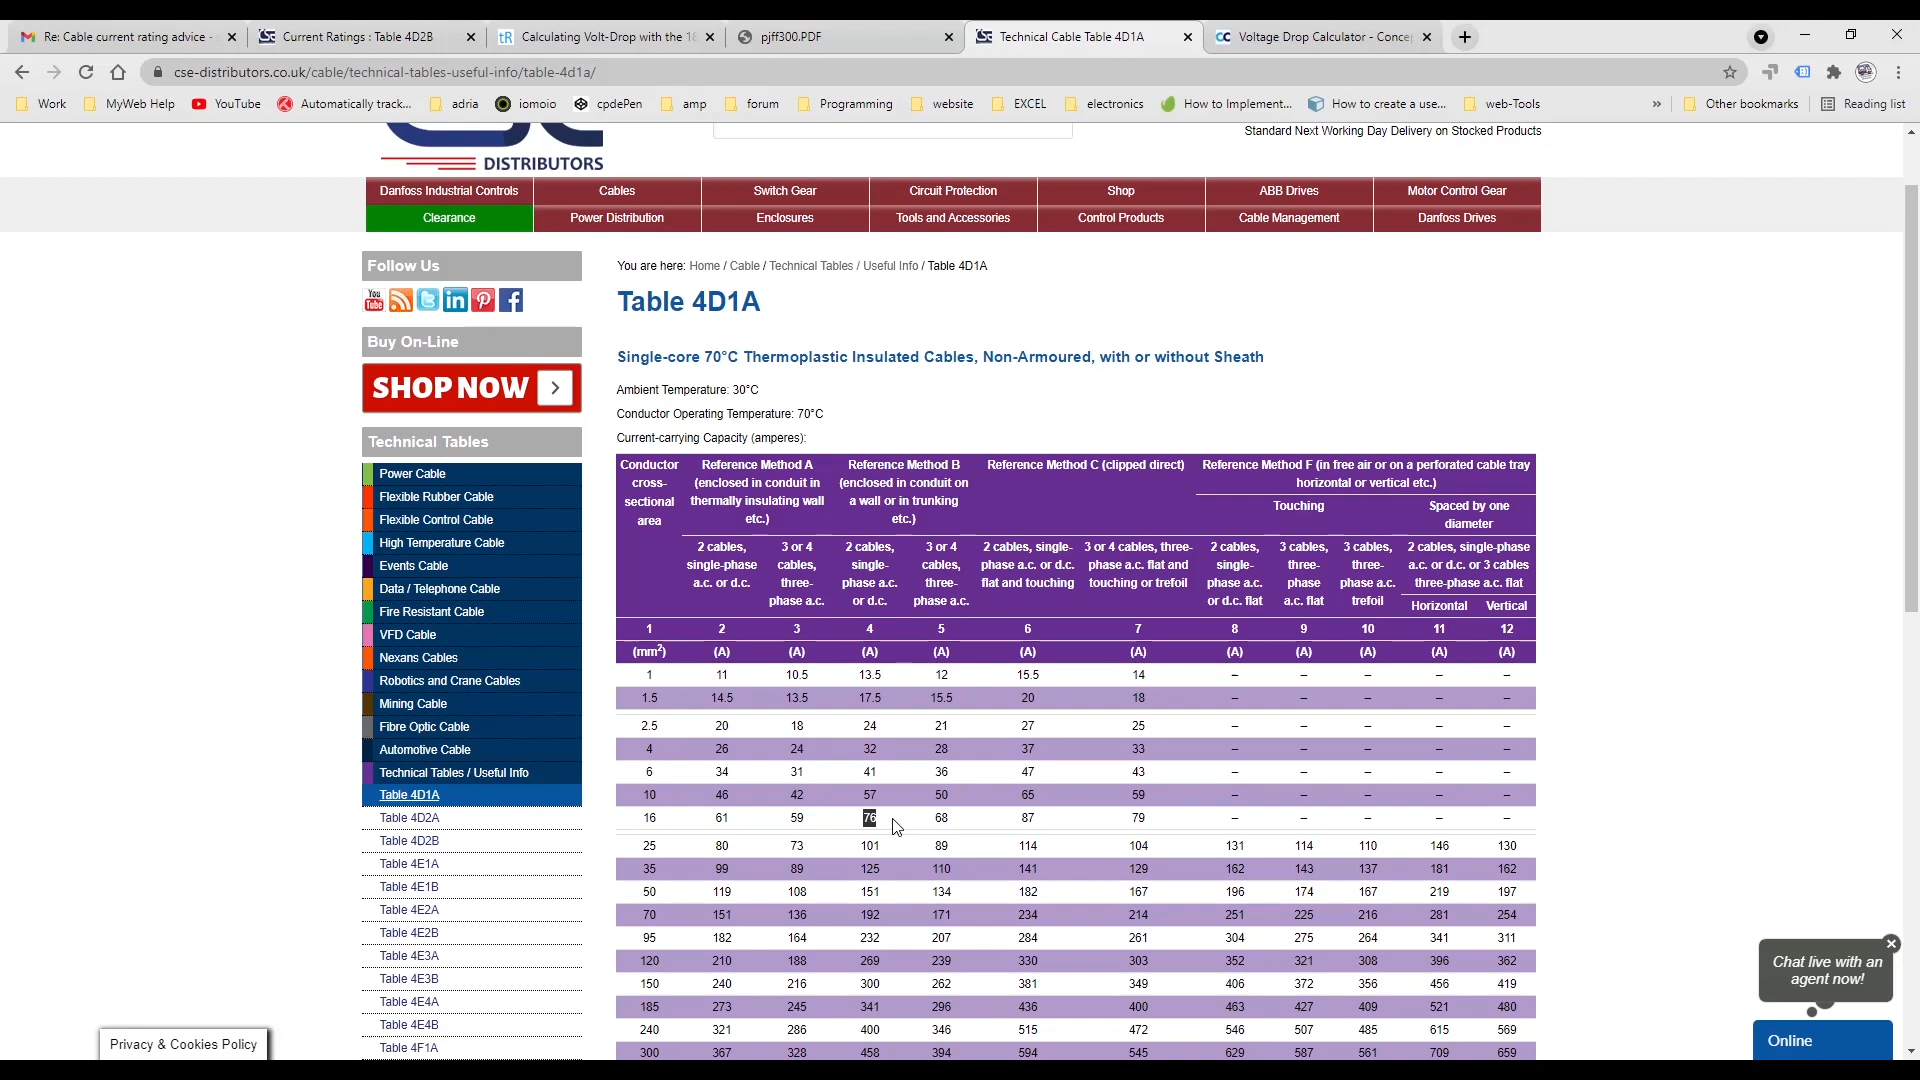 Re: Cable current rating advice -
Current Ratings : Table 4D2B
Calculating Volt-Drop with the 18
pjff300.PDF
Technical Cable Table 4D1A
Voltage Drop Calculator - Conce
cse-distributors.co.uk/cable/technical-tables-useful-info/table-4d1a/
Work MyWeb Help YouTube Automatically track... adria iomoio cpdePen amp forum Programming website EXCEL electronics How to Implement... How to create a use... web-Tools » Other bookmarks Reading list
DISTRIBUTORS
Standard Next Working Day Delivery on Stocked Products
Danfoss Industrial Controls Cables Switch Gear Circuit Protection Shop ABB Drives Motor Control Gear
Clearance Power Distribution Enclosures Tools and Accessories Control Products Cable Management Danfoss Drives
Follow Us
You Tube
Buy On-Line
SHOP NOW
Technical Tables
Power Cable
Flexible Rubber Cable
Flexible Control Cable
High Temperature Cable
Events Cable
Data / Telephone Cable
Fire Resistant Cable
VFD Cable
Nexans Cables
Robotics and Crane Cables
Mining Cable
Fibre Optic Cable
Automotive Cable
Technical Tables / Useful Info
Table 4D1A
Table 4D2A
Table 4D2B
Table 4E1A
Table 4E1B
Table 4E2A
Table 4E2B
Table 4E3A
Table 4E3B
Table 4E4A
Table 4E4B
Table 4F1A
You are here: Home / Cable / Technical Tables / Useful Info / Table 4D1A
Table 4D1A
Single-core 70°C Thermoplastic Insulated Cables, Non-Armoured, with or without Sheath
Ambient Temperature: 30°C
Conductor Operating Temperature: 70°C
Current-carrying Capacity (amperes):
Conductor cross-sectional area
Reference Method A (enclosed in conduit in thermally insulating wall etc.)
Reference Method B (enclosed in conduit on a wall or in trunking etc.)
Reference Method C (clipped direct)
Reference Method F (in free air or on a perforated cable tray horizontal or vertical etc.)
Touching
Spaced by one diameter
2 cables, single-phase a.c. or d.c.
3 or 4 cables, three-phase a.c.
2 cables, single-phase a.c. or d.c.
3 or 4 cables, three-phase a.c.
2 cables, single-phase a.c. or d.c. flat and touching
3 or 4 cables, three-phase a.c. flat and touching or trefoil
2 cables, single-phase a.c. or d.c. flat
3 cables, three-phase a.c. flat
3 cables, three-phase a.c. trefoil
2 cables, single-phase a.c. or d.c. or 3 cables three-phase a.c. flat
Horizontal Vertical
1 2 3 4 5 6 7 8 9 10 11 12
(mm2) (A) (A) (A) (A) (A) (A) (A) (A) (A) (A) (A)
1 11 10.5 13.5 12 15.5 14 – – – – –
1.5 14.5 13.5 17.5 15.5 20 18 – – – – –
2.5 20 18 24 21 27 25 – – – – –
4 26 24 32 28 37 33 – – – – –
6 34 31 41 36 47 43 – – – – –
10 46 42 57 50 65 59 – – – – –
16 61 59 76 68 87 79 – – – – –
25 80 73 101 89 114 104 131 114 110 146 130
35 99 89 125 110 141 129 162 143 137 181 162
50 119 108 151 134 182 167 196 174 167 219 197
70 151 136 192 171 234 214 251 225 216 281 254
95 182 164 232 207 284 261 304 275 264 341 311
120 210 188 269 239 330 303 352 321 308 396 362
150 240 216 300 262 381 349 406 372 356 456 419
185 273 245 341 296 436 400 463 427 409 521 480
240 321 286 400 346 515 472 546 507 485 615 569
300 367 328 458 394 594 545 629 587 561 709 659
Chat live with an agent now!
Online
Privacy & Cookies Policy